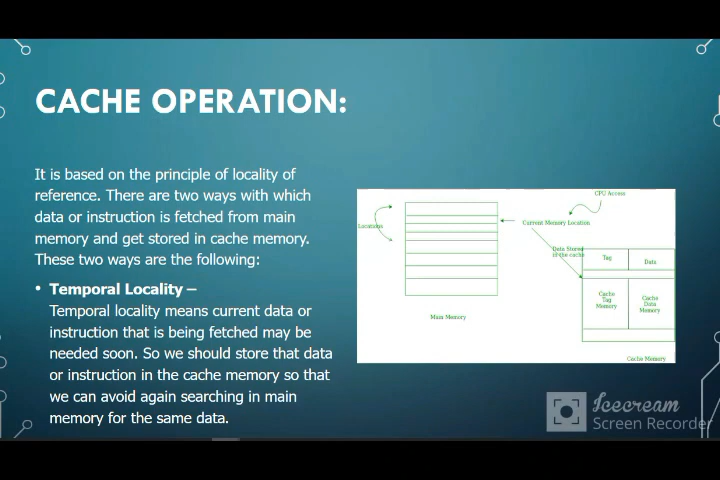 CACHE OPERATION:
It is based on the principle of locality of
reference. There are two ways with which
data or instruction is fetched from main
memory and get stored in cache memory.
These two ways are the following:
• Temporal Locality –
Temporal locality means current data or
instruction that is being fetched may be
needed soon. So we should store that data
or instruction in the cache memory so that
we can avoid again searching in main
memory for the same data.
CPU Access
Locations
Current Memory Location
Data Stored
in the cache
Tag
Data
Cache
Tag
Memory
Cache
Data
Memory
Main Memory
Cache Memory
Icecream
Screen Recorder